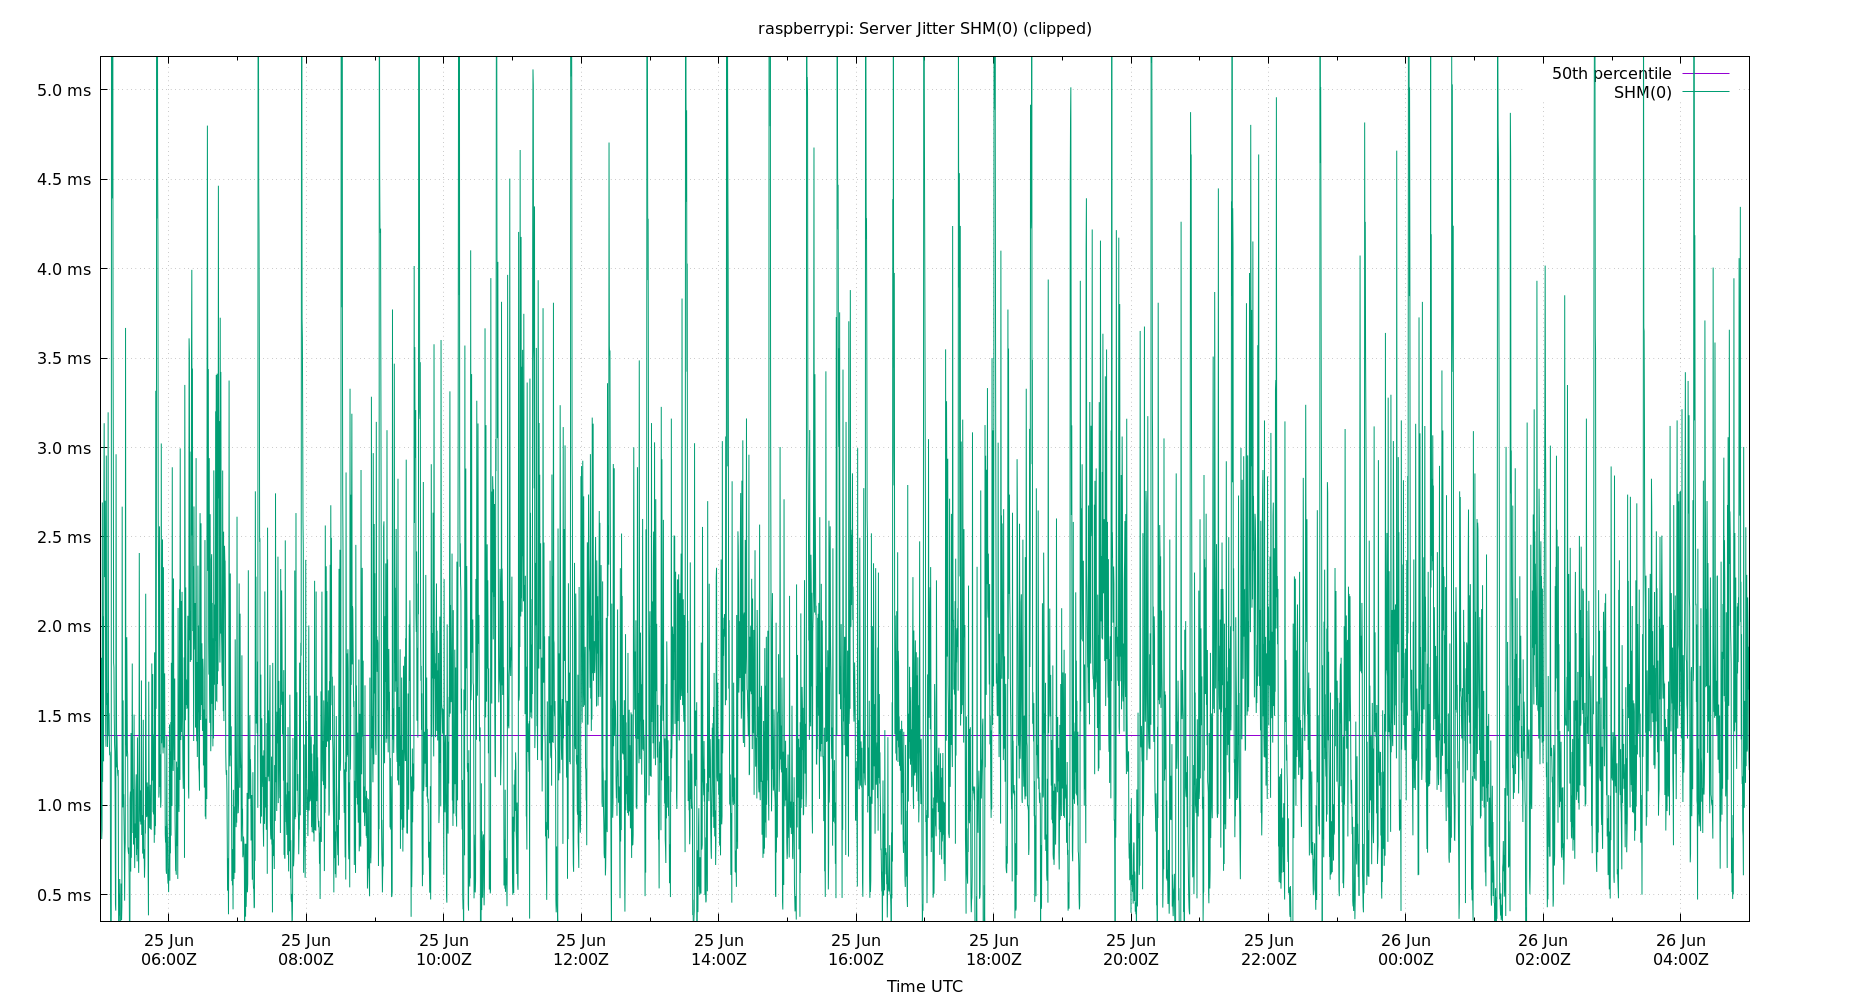 raspberrypi: Server Jitter SHM(0) (clipped)
50th percentile
SHM(0)
5.0 ms
4.5 ms
4.0 ms
3.5 ms
3.0 ms
2.5 ms
2.0 ms
1.5 ms
1.0 ms
0.5 ms
25 Jun 25 Jun 25 Jun 25 Jun 25 Jun 25 Jun 25 Jun 25 Jun 25 Jun 26 Jun 26 Jun 26 Jun
06:00Z 08:00Z 10:00Z 12:00Z 14:00Z 16:00Z 18:00Z 20:00Z 22:00Z 00:00Z 02:00Z 04:00Z
Time UTC